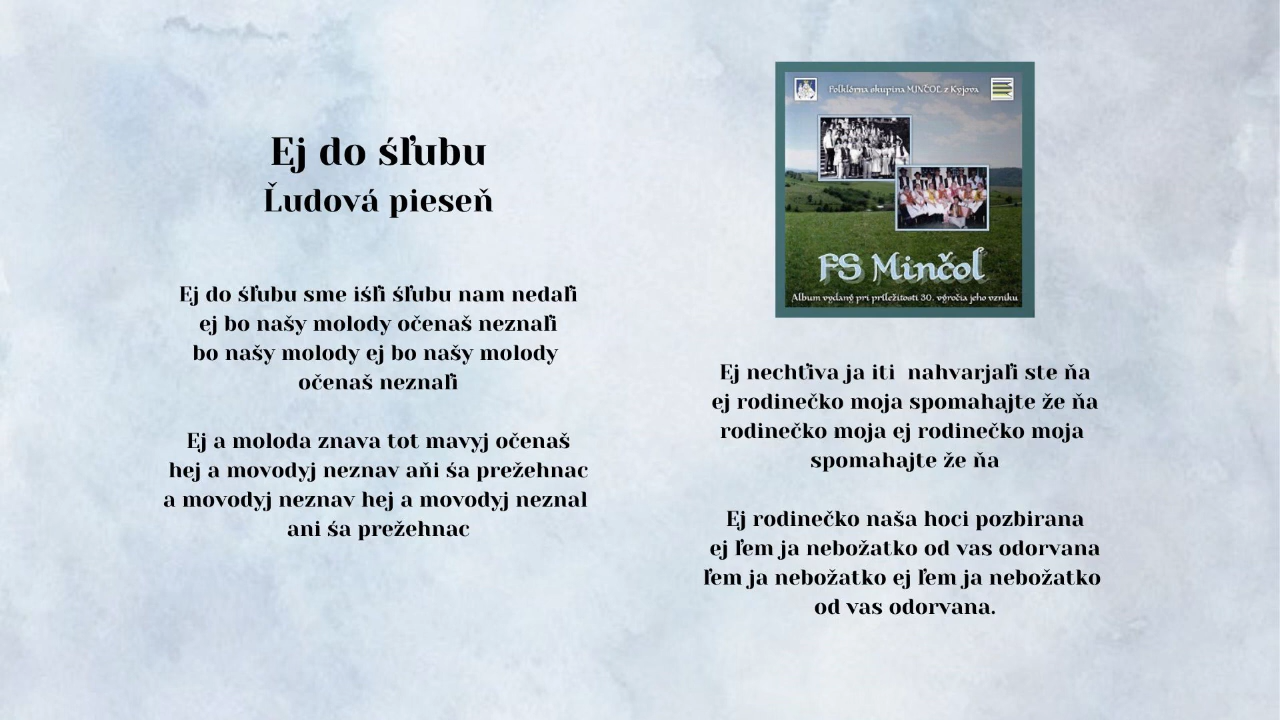 Ej do śľubu
Ľudová pieseň
Ej do śľubu sme iśľi śľubu nam nedaľi
ej bo našy molody očenaš neznaľi
bo našy molody ej bo našy molody
očenaš neznaľi
Ej a moloda znava tot mavyj očenaš
hej a movodyj neznav aňi śa prežehnac
a movodyj neznav hej a movodyj neznal
ani śa prežehnac
Folklórna skupina MINČOĽ z Kyjova
FS Minčoľ
Album vydaný pri príležitosti 30. výročia jeho vzniku
Ej nechťiva ja iti  nahvarjaľi ste ňa
ej rodinečko moja spomahajte že ňa
rodinečko moja ej rodinečko moja
spomahajte že ňa
Ej rodinečko naša hoci pozbirana
ej ľem ja nebožatko od vas odorvana
ľem ja nebožatko ej ľem ja nebožatko
od vas odorvana.